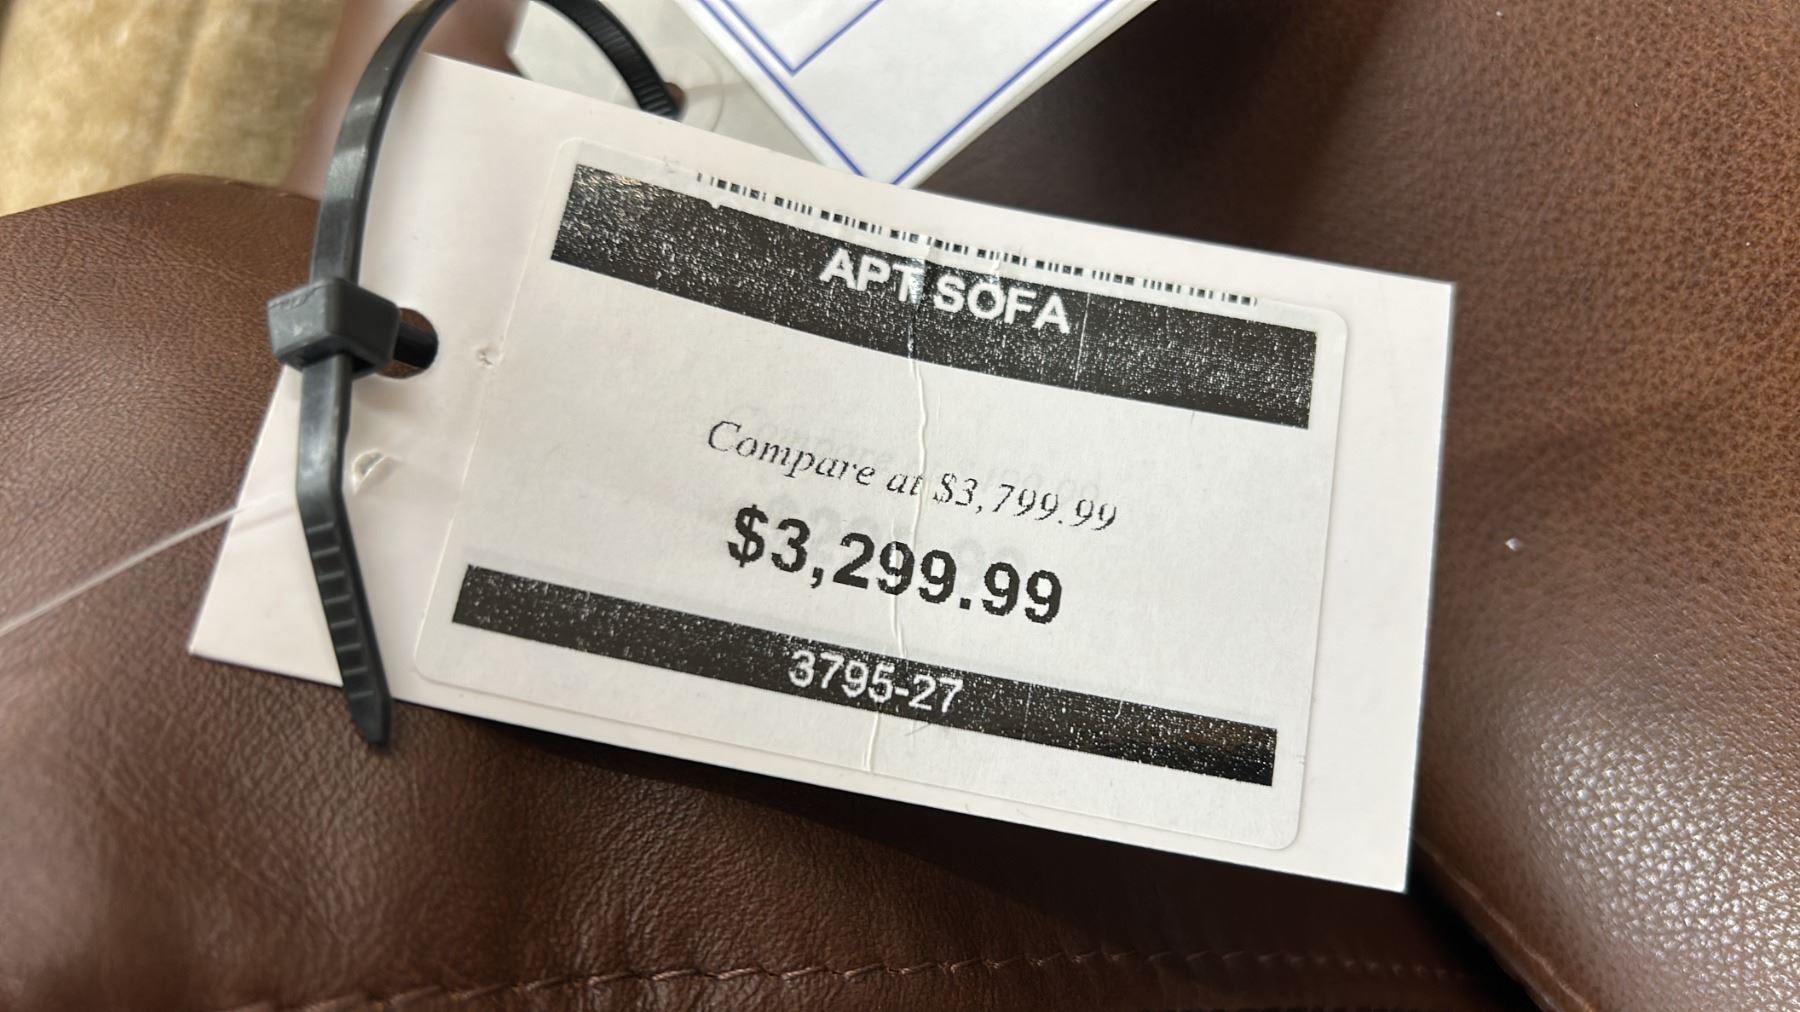 APT SOFA
Compare at $3,799.99
$3,299.99
3795-27